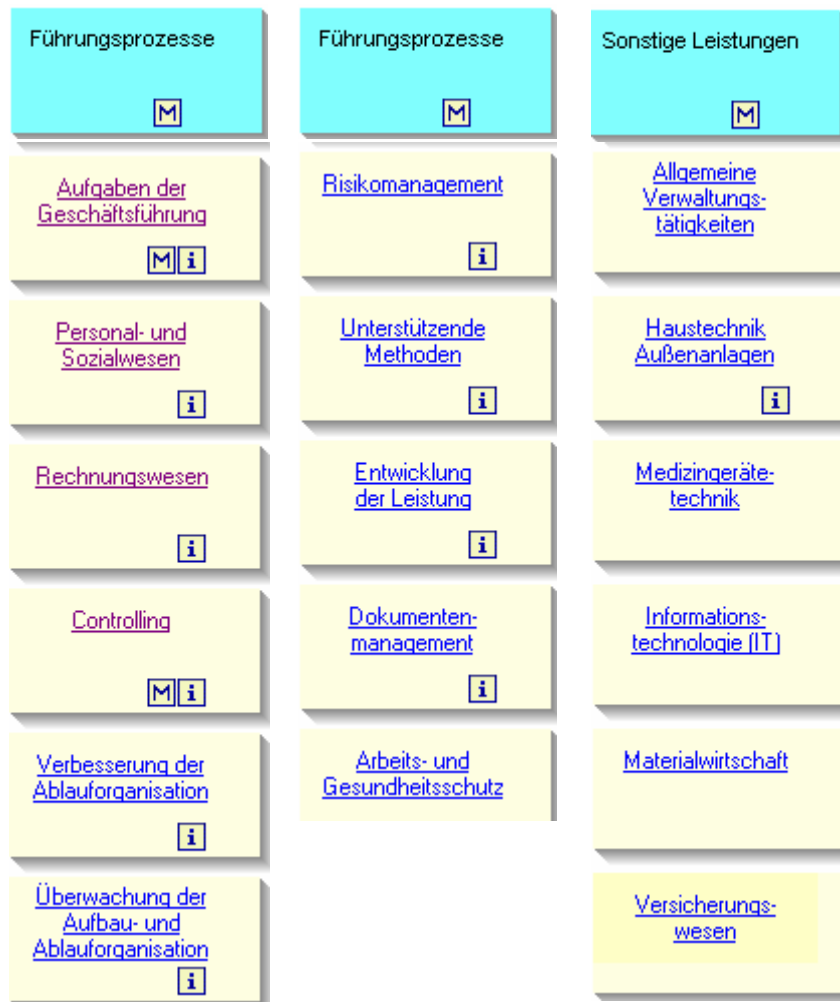 Führungsprozesse
M
Aufgaben der
Geschäftsführung
M i
Personal- und
Sozialwesen
i
Rechnungswesen
i
Controlling
M i
Verbesserung der
Ablauforganisation
i
Überwachung der
Aufbau- und
Ablauforganisation
i
Führungsprozesse
M
Risikomanagement
i
Unterstützende
Methoden
i
Entwicklung
der Leistung
i
Dokumenten-
management
i
Arbeits- und
Gesundheitsschutz
Sonstige Leistungen
M
Allgemeine
Verwaltungs-
tätigkeiten
Haustechnik
Außenanlagen
i
Medizingeräte-
technik
Informations-
technologie (IT)
Materialwirtschaft
Versicherungs-
wesen